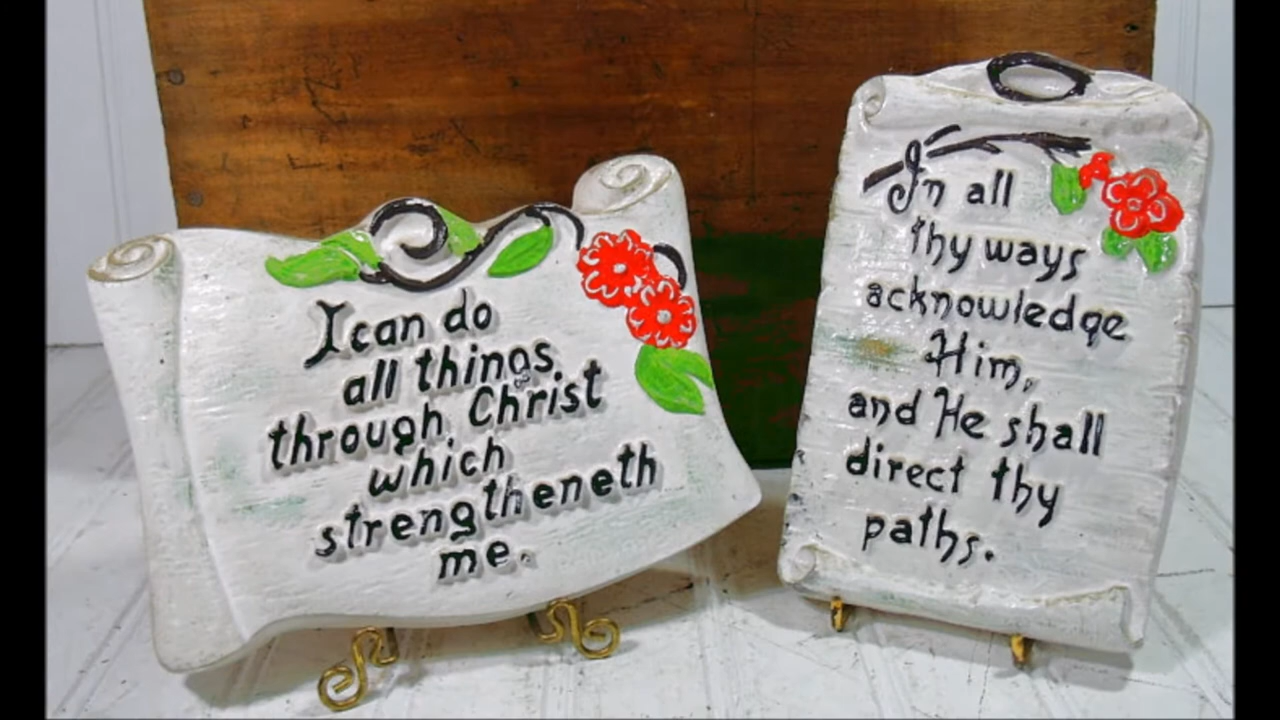 I can do
all things
through Christ
which
strengtheneth
me.
In all
thy ways
acknowledge
Him,
and He shall
direct thy
paths.